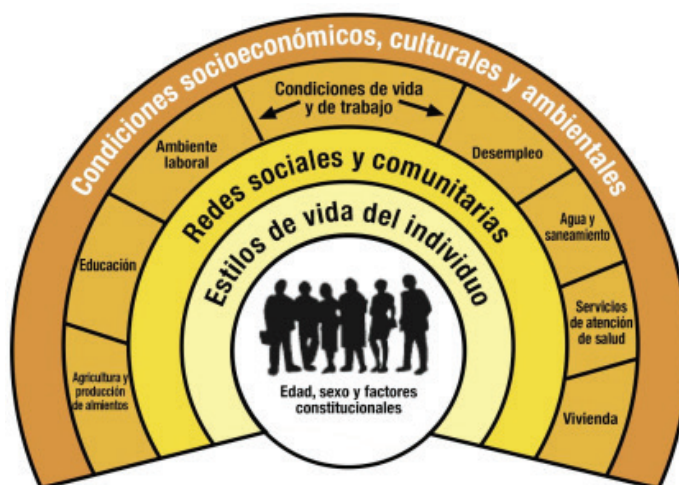 Condiciones socioeconómicos, culturales y ambientales
Condiciones de vida
y de trabajo
Ambiente
laboral
Desempleo
Redes sociales y comunitarias
Agua y
saneamiento
Estilos de vida del individuo
Educación
Servicios
de atención
de salud
Agricultura y
producción
de almientos
Edad, sexo y factores
constitucionales
Vivienda